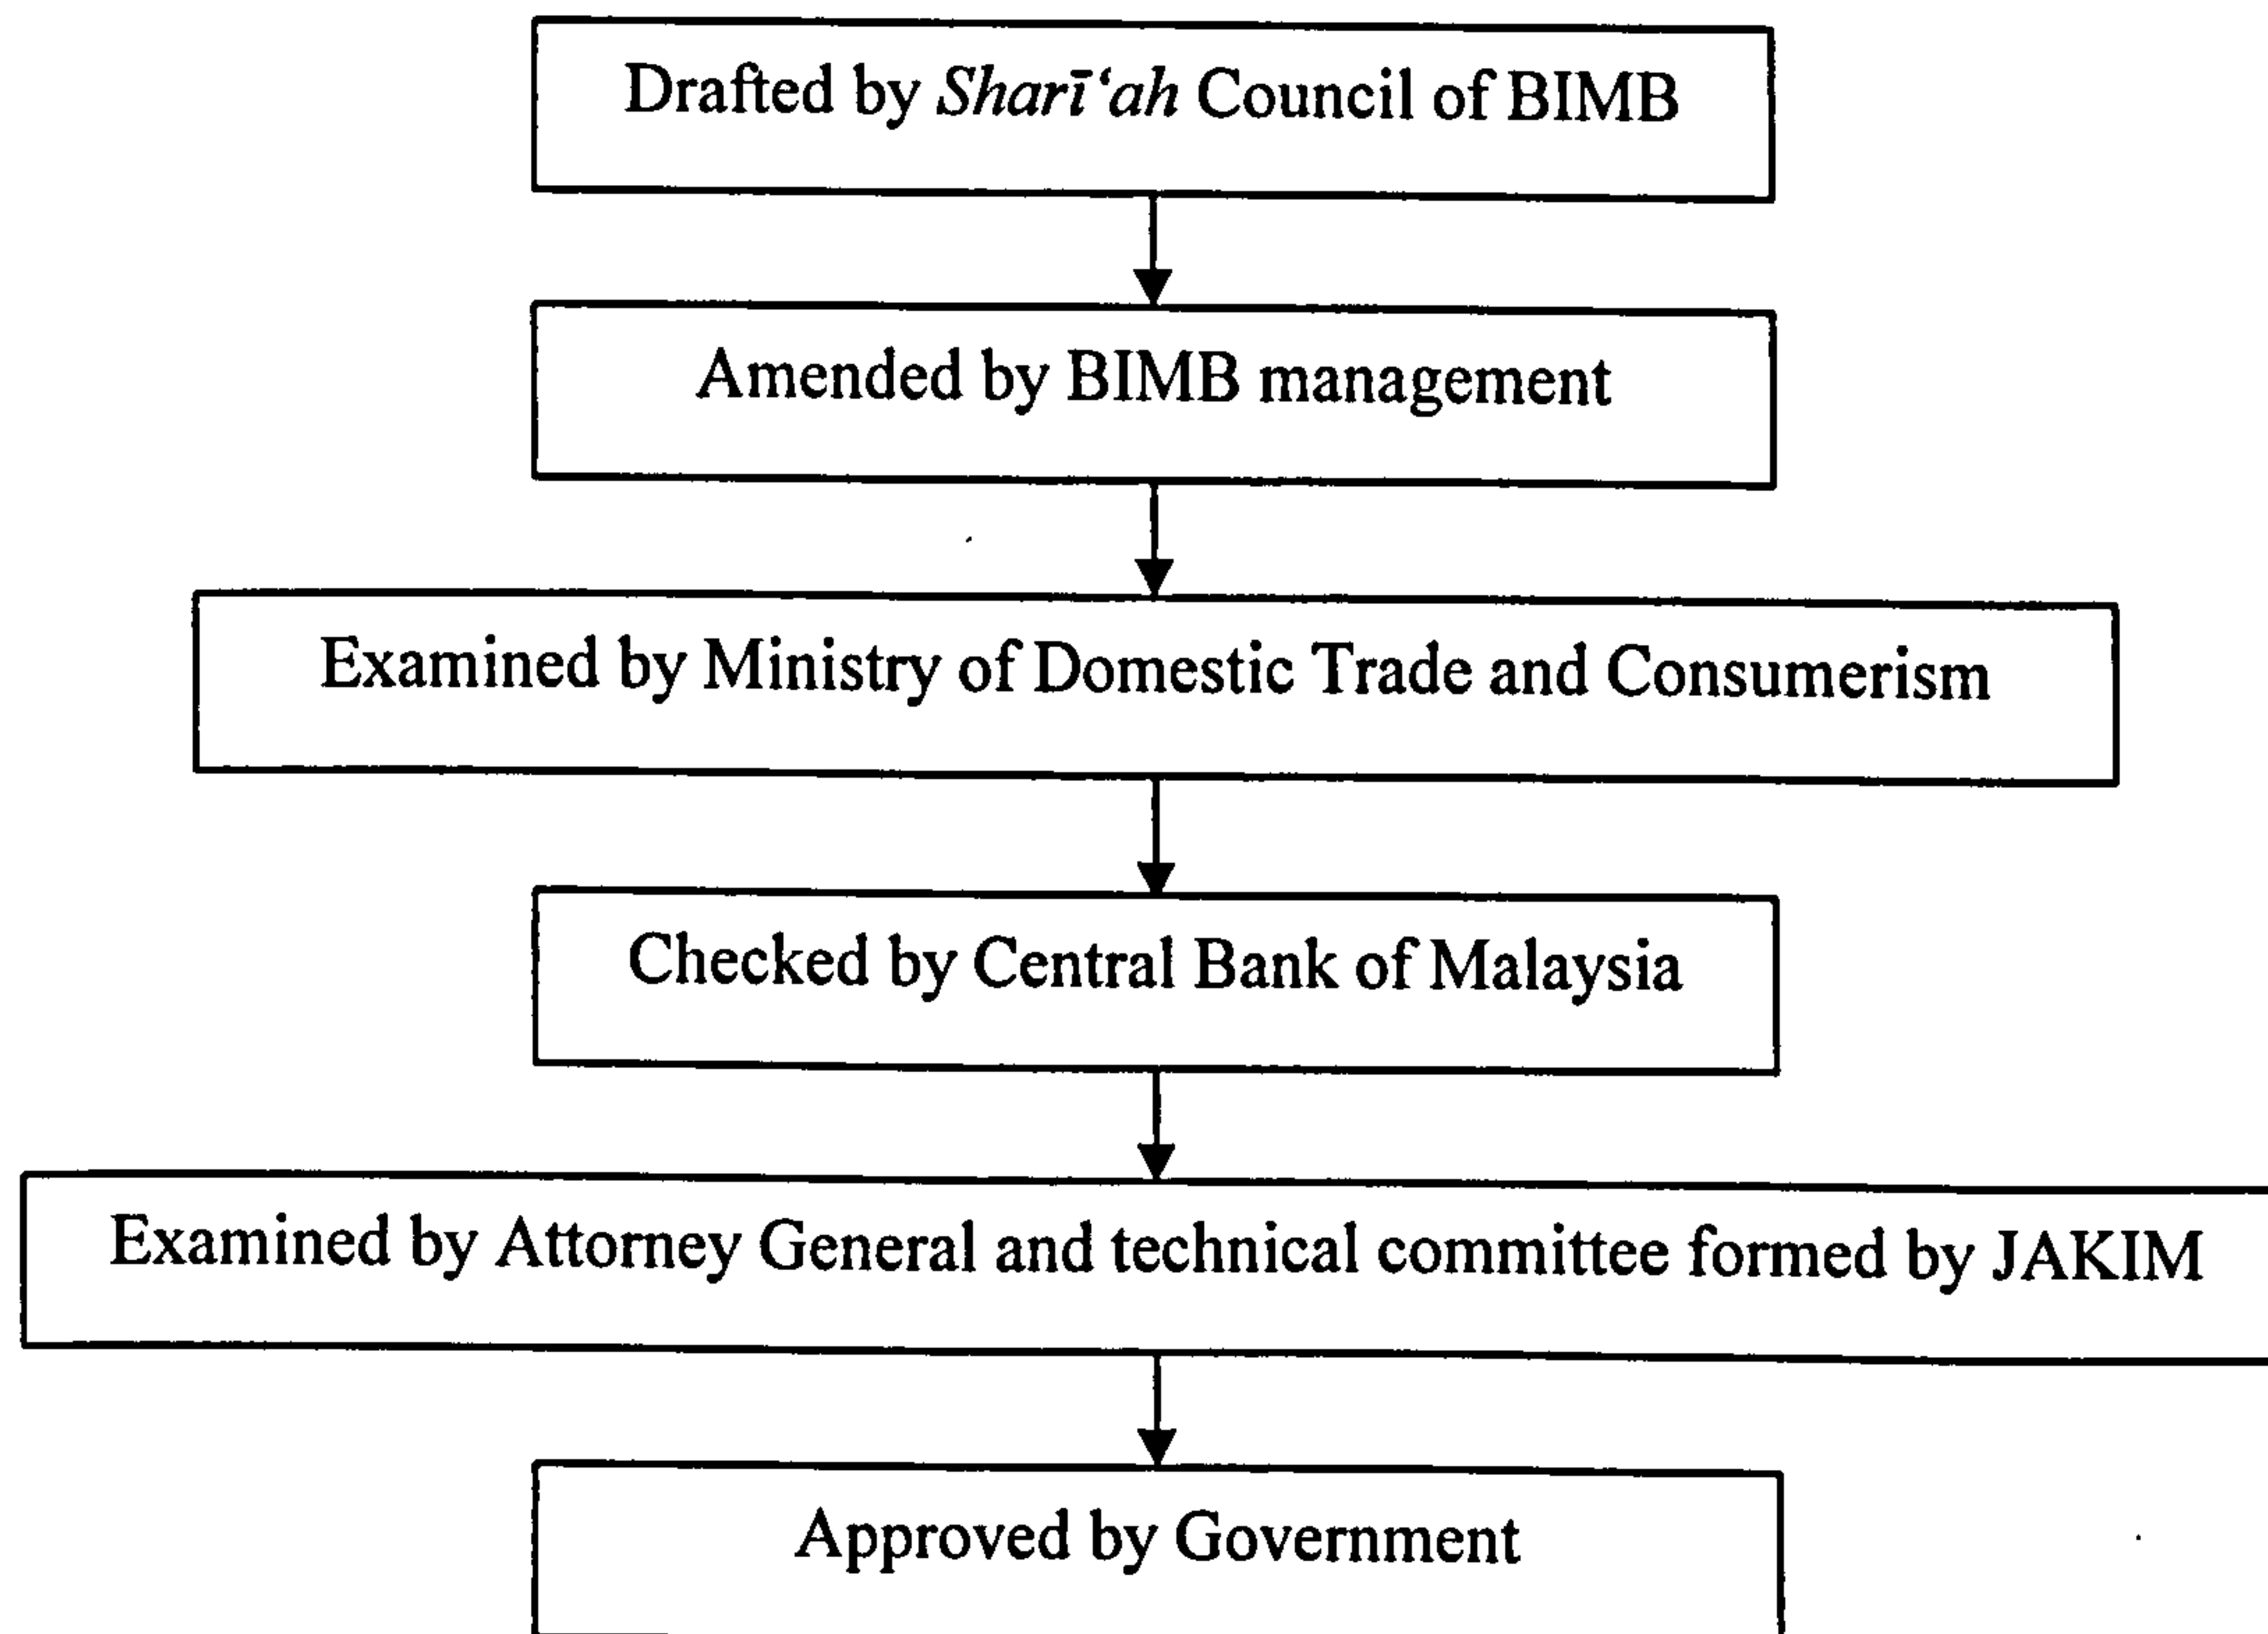 Drafted by Sharī‘ah Council of BIMB
Amended by BIMB management
Examined by Ministry of Domestic Trade and Consumerism
Checked by Central Bank of Malaysia
Examined by Attorney General and technical committee formed by JAKIM
Approved by Government